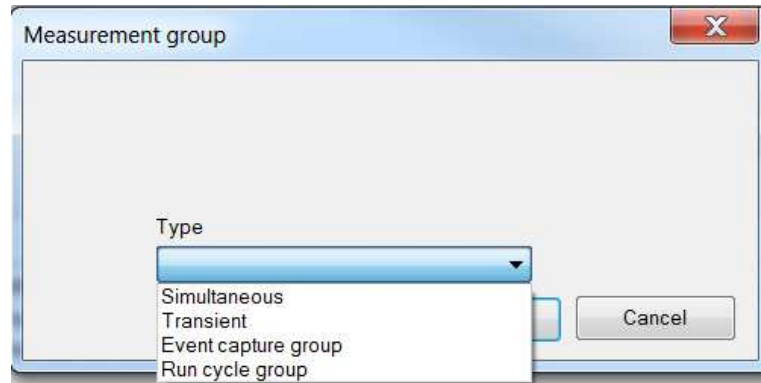 Measurement group
X
Type
Simultaneous
Transient
Event capture group
Run cycle group
Cancel